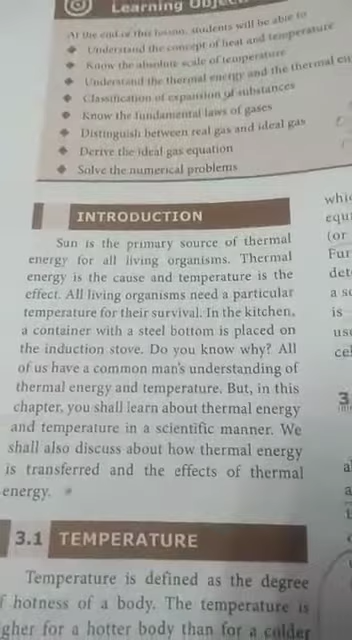 Learning
At the end of this lesson, students will be able to
Understand the concept of heat and temperature
Know the absolute scale of temperature
Understand the thermal energy and the thermal
Classification of expansion of substances
Know the fundamental laws of gases
Distinguish between real gas and ideal gas
Derive the ideal gas equation
Solve the numerical problems
INTRODUCTION
Sun is the primary source of thermal
energy for all living organisms. Thermal
energy is the cause and temperature is the
effect. All living organisms need a particular
temperature for their survival. In the kitchen,
a container with a steel bottom is placed on
the induction stove. Do you know why? All
of us have a common man's understanding of
thermal energy and temperature. But, in this
chapter, you shall learn about thermal energy
and temperature in a scientific manner. We
shall also discuss about how thermal energy
is transferred and the effects of thermal
energy.
3.1 TEMPERATURE
Temperature is defined as the degree
hotness of a body. The temperature is
for a hotter body than for a colder
(or
is